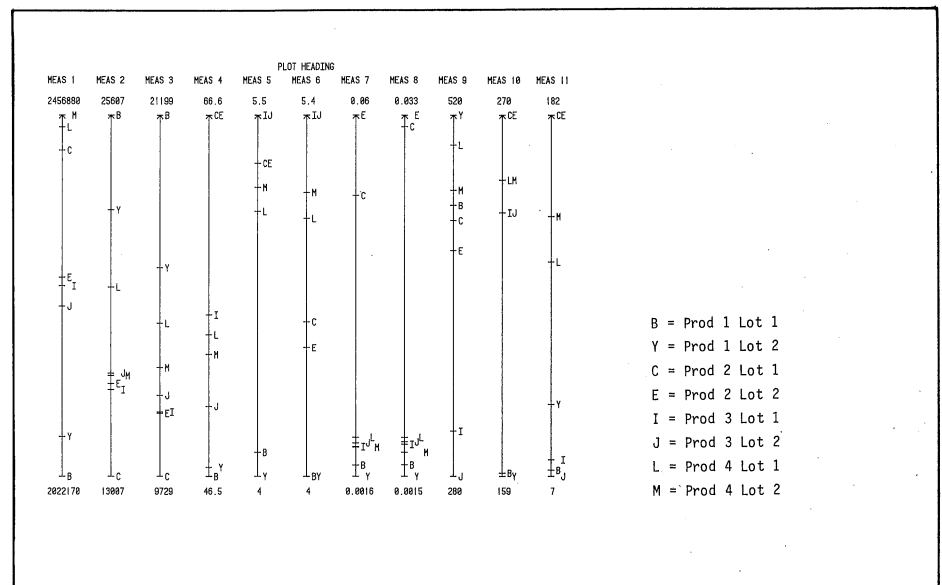 PLOT HEADING
MEAS 1 MEAS 2 MEAS 3 MEAS 4 MEAS 5 MEAS 6 MEAS 7 MEAS 8 MEAS 9 MEAS 10 MEAS 11
2456880 25607 21199 66.6 5.5 5.4 0.06 0.033 520 270 182
M B B CE IJ IJ E E Y CE CE
L C
L
C
CE
LM
M M M
C
Y L B
IJ
L C M
E
L
Y
E
I L
J
I C
L
L
E
M
M
JM
E
I
J
J Y
EI
I
Y L L
J J
I I
M M
B I
Y B B B
B C C B Y BY Y Y J BY J
2022170 13007 9729 46.5 4 4 0.0016 0.0015 280 159 7
B = Prod 1 Lot 1
Y = Prod 1 Lot 2
C = Prod 2 Lot 1
E = Prod 2 Lot 2
I = Prod 3 Lot 1
J = Prod 3 Lot 2
L = Prod 4 Lot 1
M = Prod 4 Lot 2